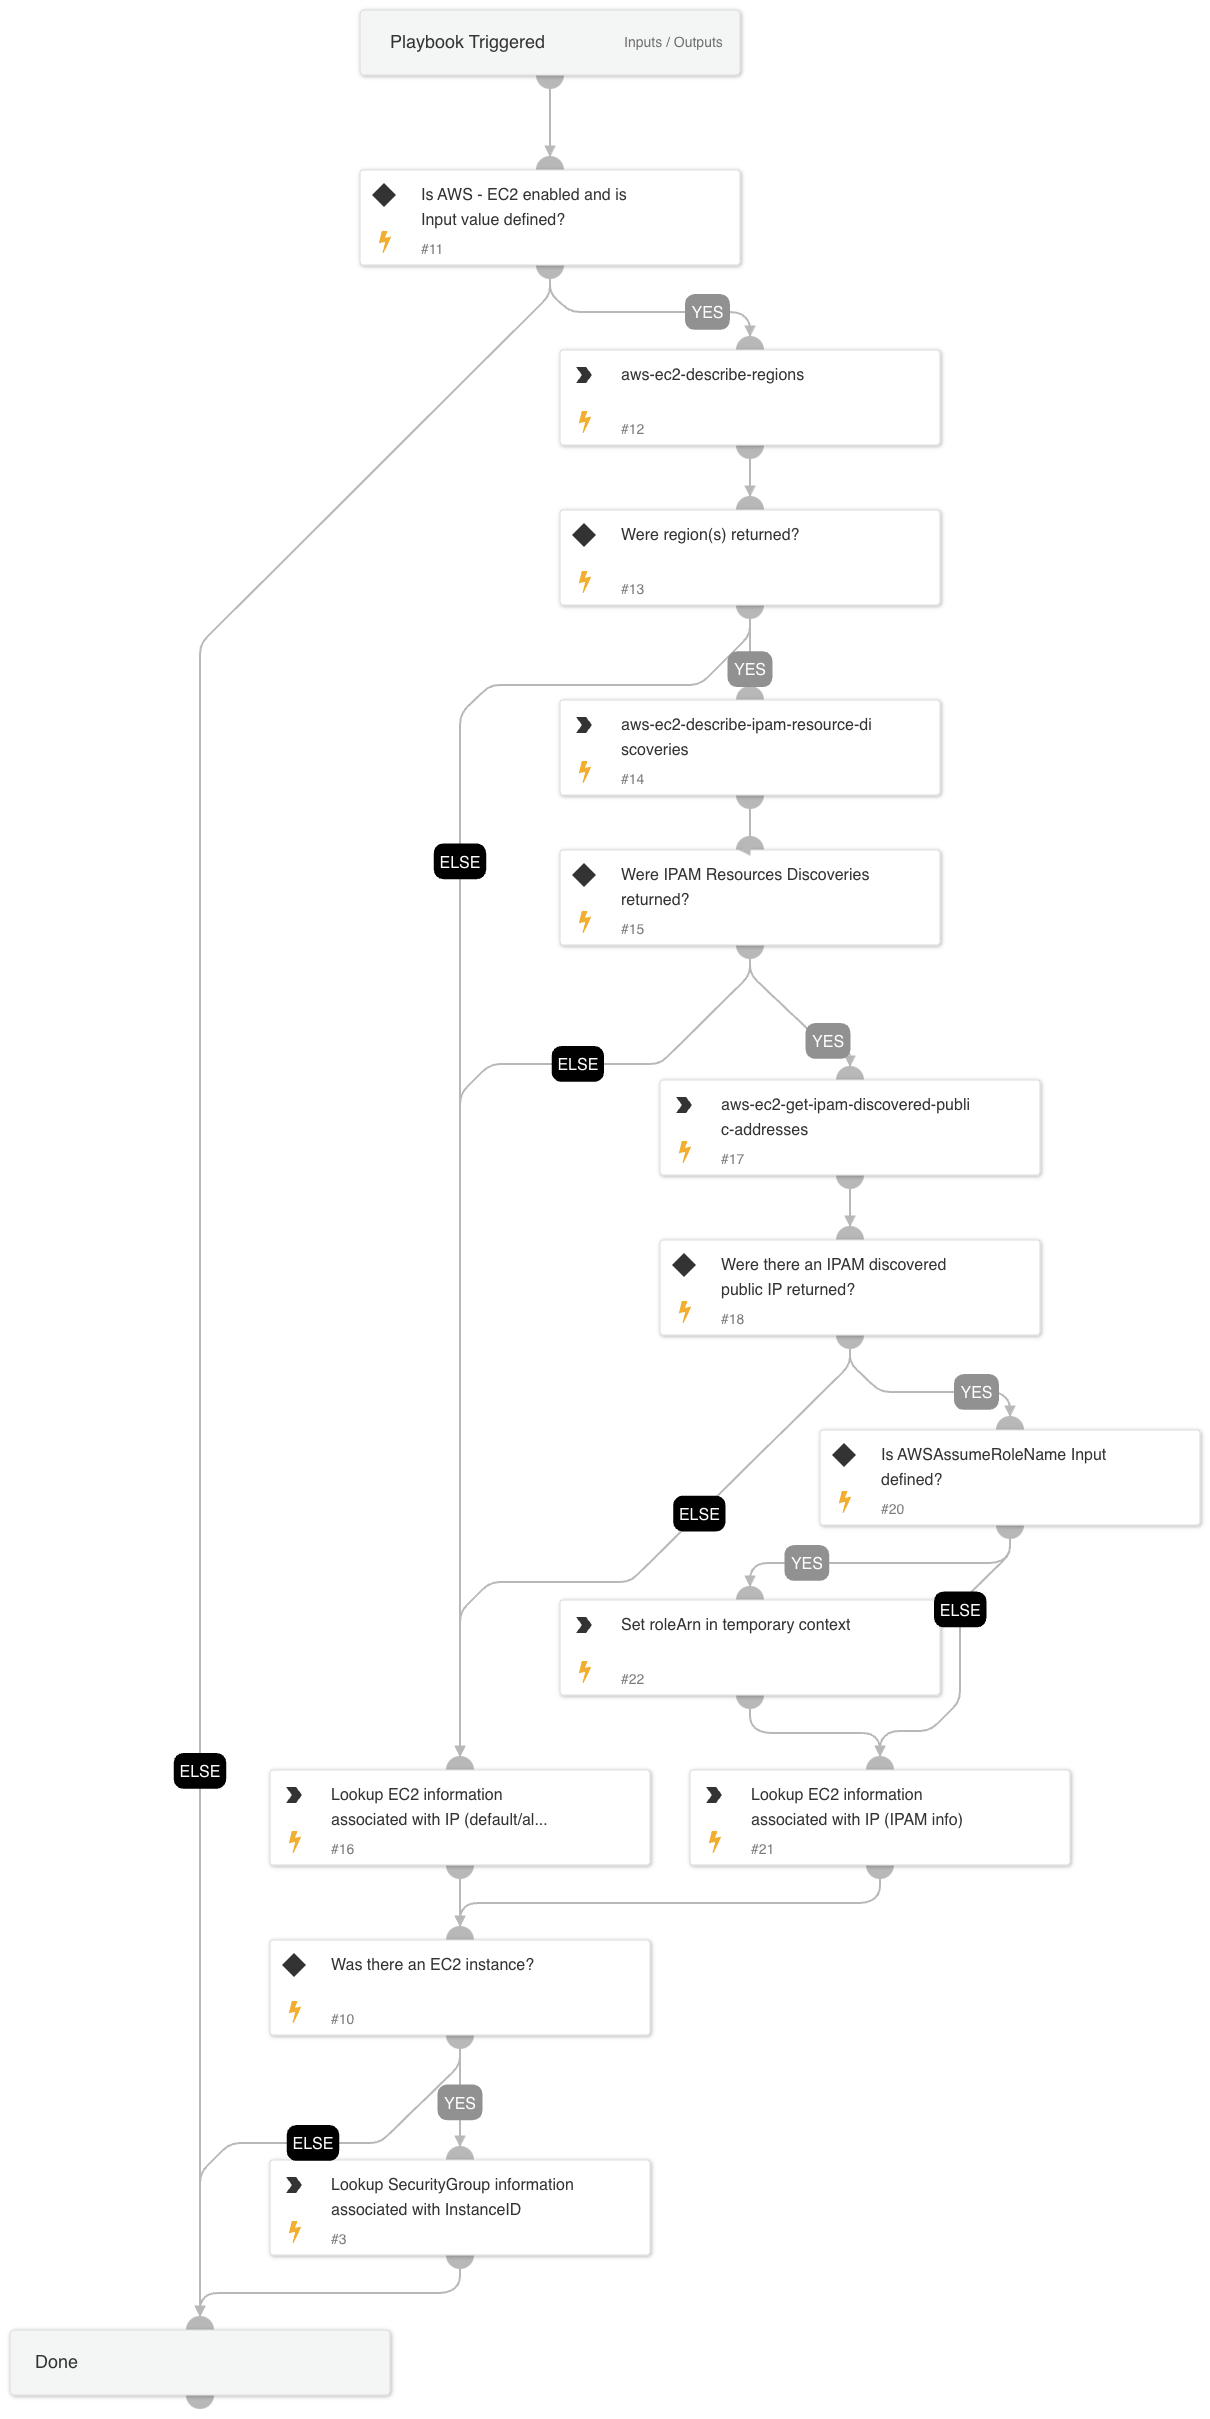 Playbook Triggered
Inputs / Outputs
Is AWS - EC2 enabled and is
Input value defined?
#11
YES
aws-ec2-describe-regions
#12
Were region(s) returned?
#13
YES
aws-ec2-describe-ipam-resource-di
scoveries
#14
ELSE
Were IPAM Resources Discoveries
returned?
#15
YES
ELSE
aws-ec2-get-ipam-discovered-publi
c-addresses
#17
Were there an IPAM discovered
public IP returned?
#18
YES
Is AWSAssumeRoleName Input
defined?
#20
ELSE
YES
ELSE
Set roleArn in temporary context
#22
ELSE
Lookup EC2 information
associated with IP (default/al...
#16
Lookup EC2 information
associated with IP (IPAM info)
#21
Was there an EC2 instance?
#10
YES
ELSE
Lookup SecurityGroup information
associated with InstanceID
#3
Done